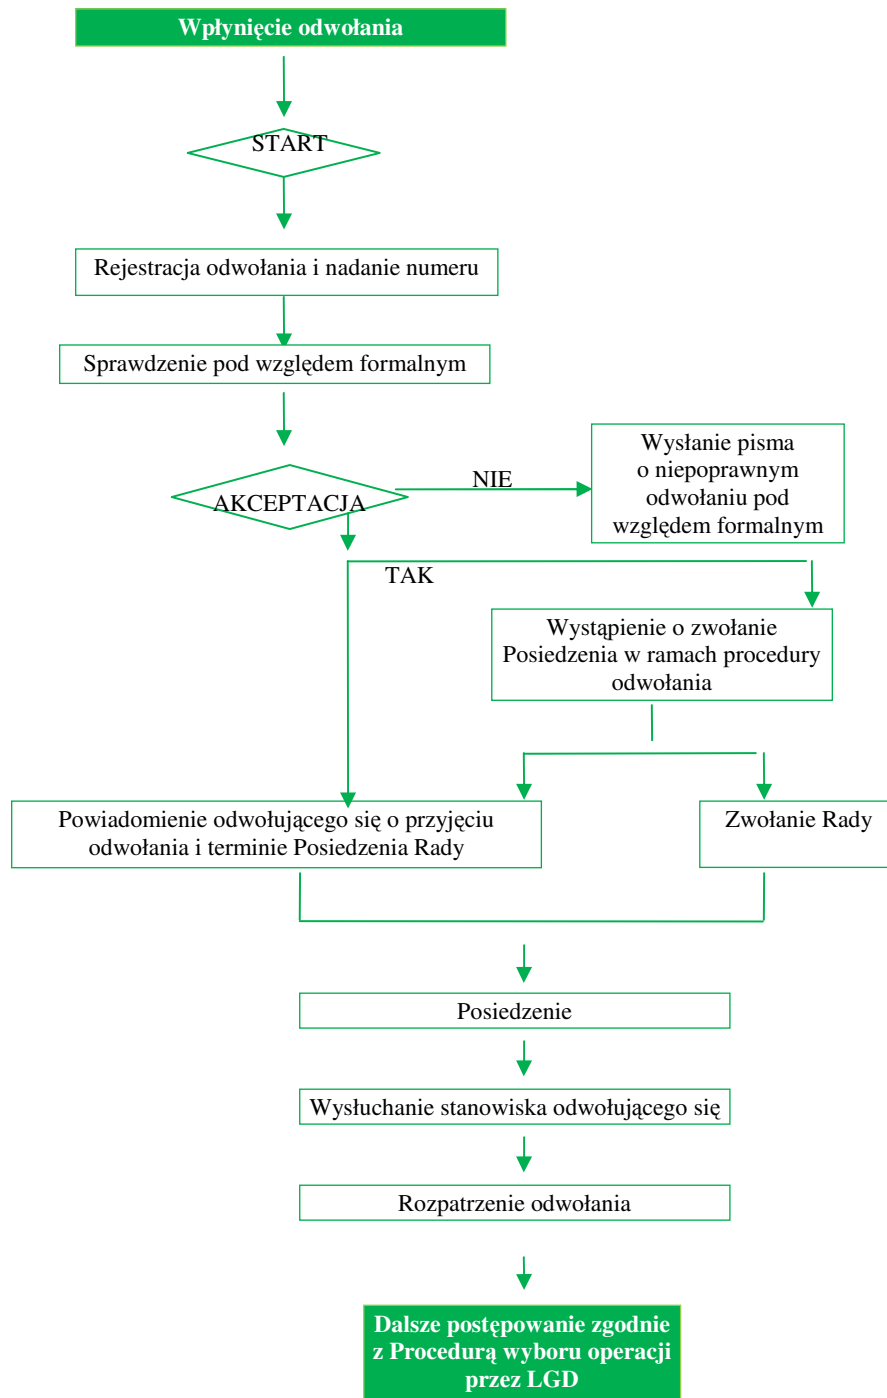 Wpłynięcie odwołania
START
Rejestracja odwołania i nadanie numeru
Sprawdzenie pod względem formalnym
AKCEPTACJA
NIE
Wysłanie pisma
o niepoprawnym
odwołaniu pod
względem formalnym
TAK
Wystąpienie o zwołanie
Posiedzenia w ramach procedury
odwołania
Powiadomienie odwołującego się o przyjęciu
odwołania i terminie Posiedzenia Rady
Zwołanie Rady
Posiedzenie
Wysłuchanie stanowiska odwołującego się
Rozpatrzenie odwołania
Dalsze postępowanie zgodnie
z Procedurą wyboru operacji
przez LGD